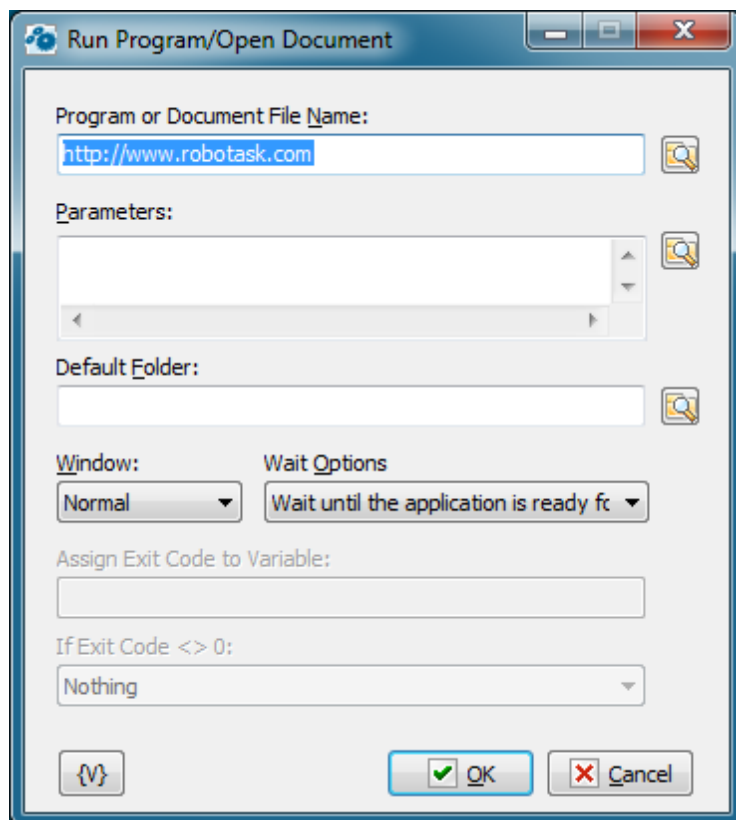 Run Program/Open Document
Program or Document File Name:
http://www.robotask.com
Parameters:
Default Folder:
Window: Wait Options
Normal Wait until the application is ready fc
Assign Exit Code to Variable:
If Exit Code <> 0:
Nothing
{V} OK Cancel